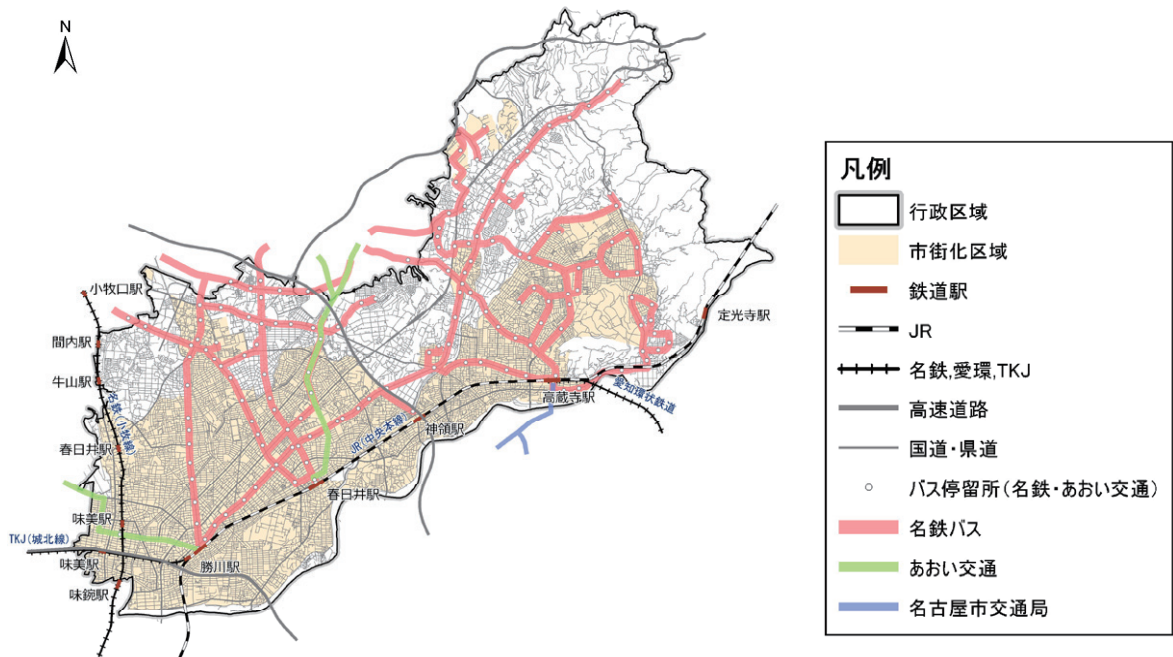 N
小牧口駅
間内駅
牛山駅
名鉄(小牧線)
春日井駅
味美駅
TKJ(城北線)
味美駅
味鋺駅
勝川駅
春日井駅
JR(中央本線)
神領駅
高蔵寺駅
愛知環状鉄道
定光寺駅
凡例
行政区域
市街化区域
鉄道駅
JR
名鉄,愛環,TKJ
高速道路
国道・県道
バス停留所(名鉄・あおい交通)
名鉄バス
あおい交通
名古屋市交通局